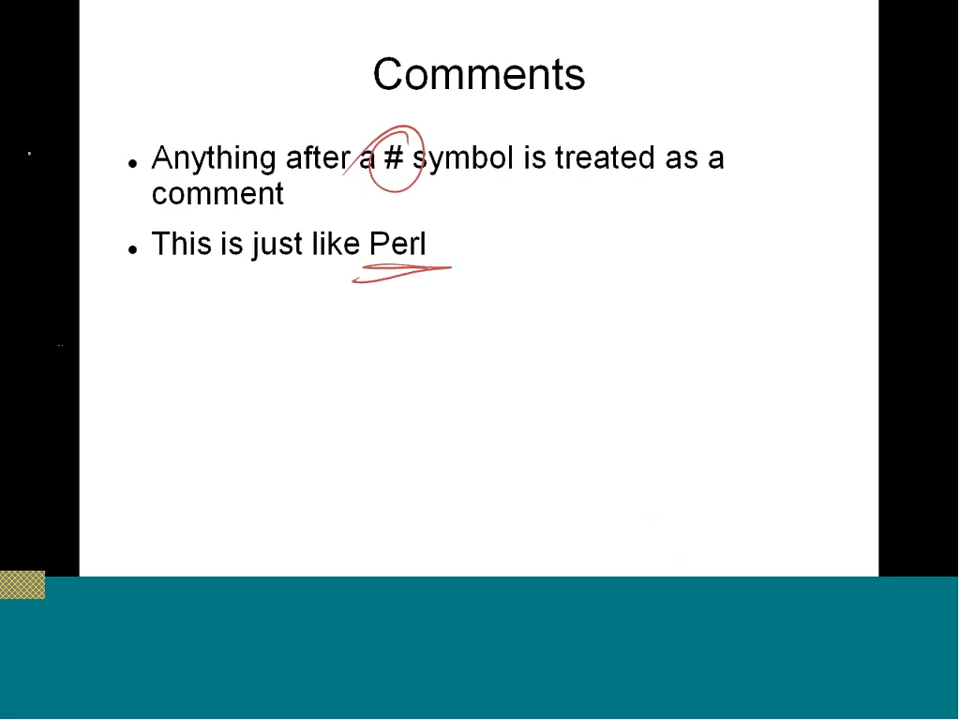 Comments
Anything after a # symbol is treated as a
comment
This is just like Perl